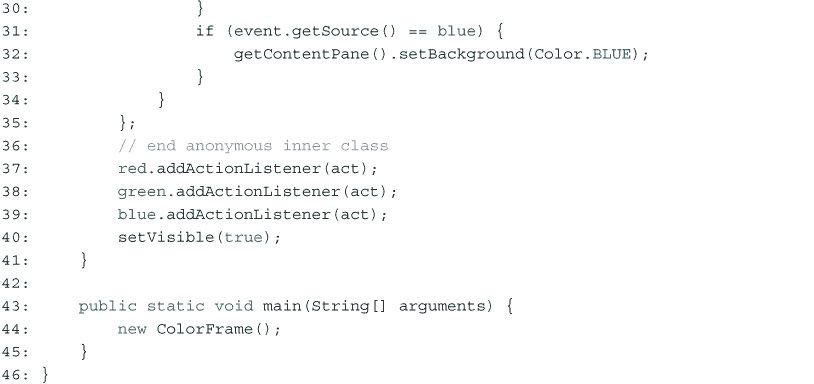 30:                 }
31:                 if (event.getSource() == blue) {
32:                     getContentPane().setBackground(Color.BLUE);
33:                 }
34:             }
35:         };
36:         // end anonymous inner class
37:         red.addActionListener(act);
38:         green.addActionListener(act);
39:         blue.addActionListener(act);
40:         setVisible(true);
41:     }
42:
43:     public static void main(String[] arguments) {
44:         new ColorFrame();
45:     }
46: }